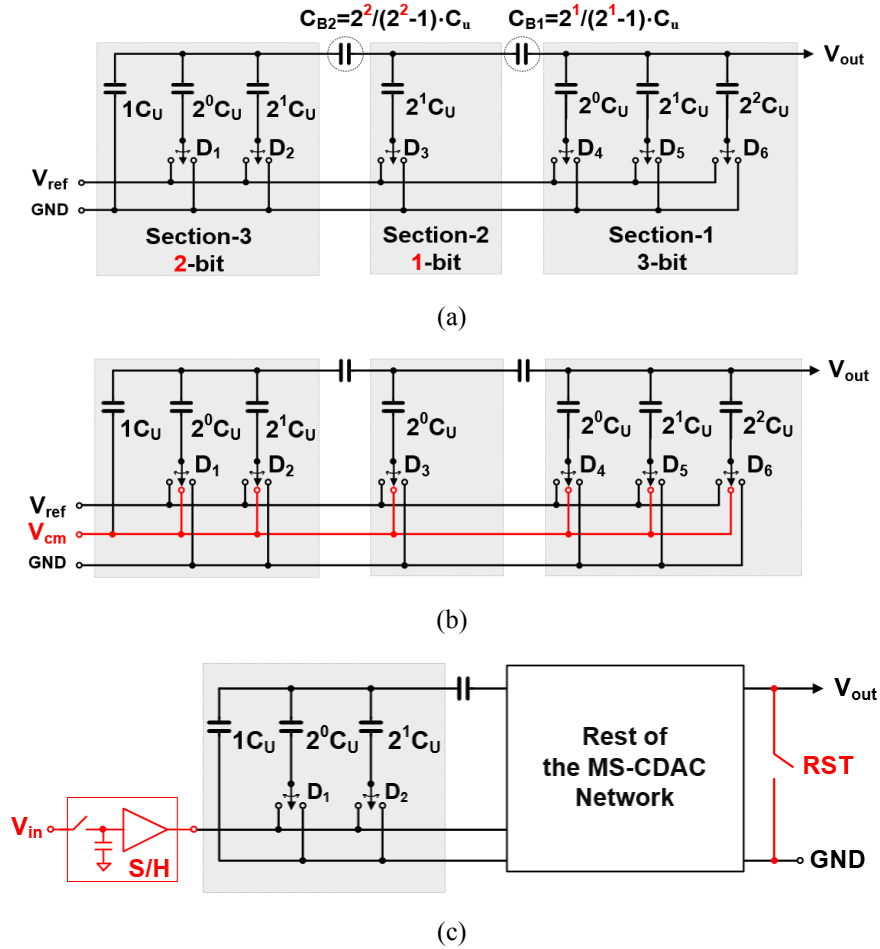 C_B2=2^2/(2^2-1)·C_u C_B1=2^1/(2^1-1)·C_u
V_out
1C_U 2^0C_U 2^1C_U 2^1C_U 2^0C_U 2^1C_U 2^2C_U
D_1 D_2 D_3 D_4 D_5 D_6
V_ref
GND
Section-3 Section-2 Section-1
2-bit 1-bit 3-bit
(a)
V_out
1C_U 2^0C_U 2^1C_U 2^0C_U 2^0C_U 2^1C_U 2^2C_U
D_1 D_2 D_3 D_4 D_5 D_6
V_ref
V_cm
GND
(b)
V_out
1C_U 2^0C_U 2^1C_U
Rest of
the MS-CDAC
Network
RST
D_1 D_2
V_in
S/H
GND
(c)